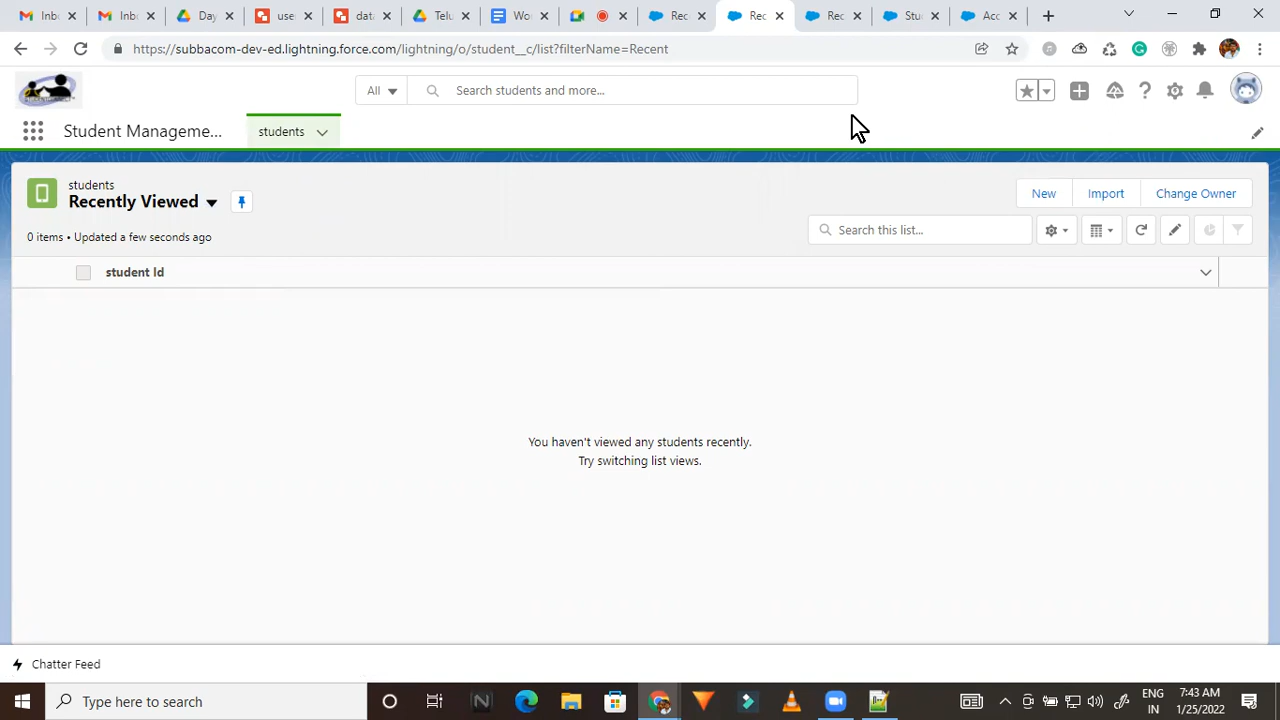 Inbo
Inbo
Day
use
data
Telu
Wo
Rec
Rec
Rec
Stu
Acc
https://subbacom-dev-ed.lightning.force.com/lightning/o/student__c/list?filterName=Recent
All
Search students and more...
Student Manageme...
students
students
Recently Viewed
New
Import
Change Owner
0 items • Updated a few seconds ago
Search this list...
student Id
You haven't viewed any students recently.
Try switching list views.
Chatter Feed
Type here to search
ENG
IN
7:43 AM
1/25/2022